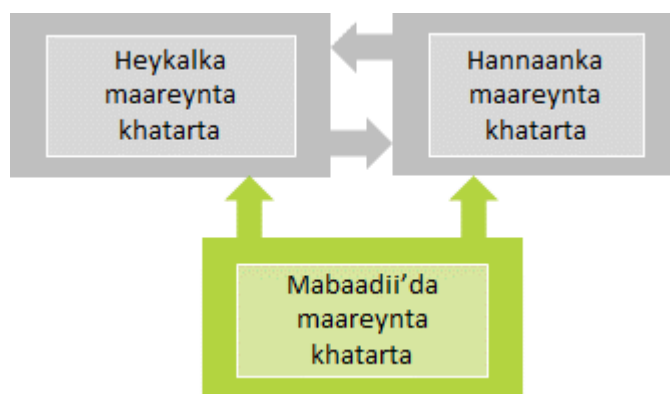 Heykalka
maareynta
khatarta
Hannaanka
maareynta
khatarta
Mabaadii'da
maareynta
khatarta